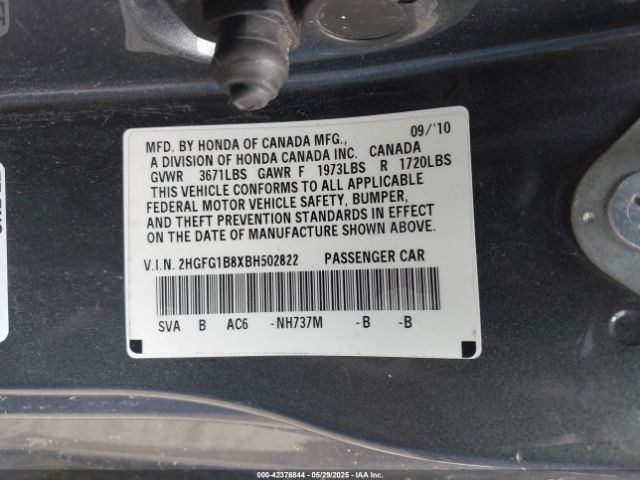 MFD. BY HONDA OF CANADA MFG., 09/'10
A DIVISION OF HONDA CANADA INC. CANADA
GVWR 3671LBS GAWR F 1973LBS R 1720LBS
THIS VEHICLE CONFORMS TO ALL APPLICABLE
FEDERAL MOTOR VEHICLE SAFETY, BUMPER,
AND THEFT PREVENTION STANDARDS IN EFFECT
ON THE DATE OF MANUFACTURE SHOWN ABOVE.
V.I.N. 2HGFG1B8XBH502822 PASSENGER CAR
SVA B AC6 -NH737M -B -B
000-42376844 - 05/29/2025 - IAA Inc.